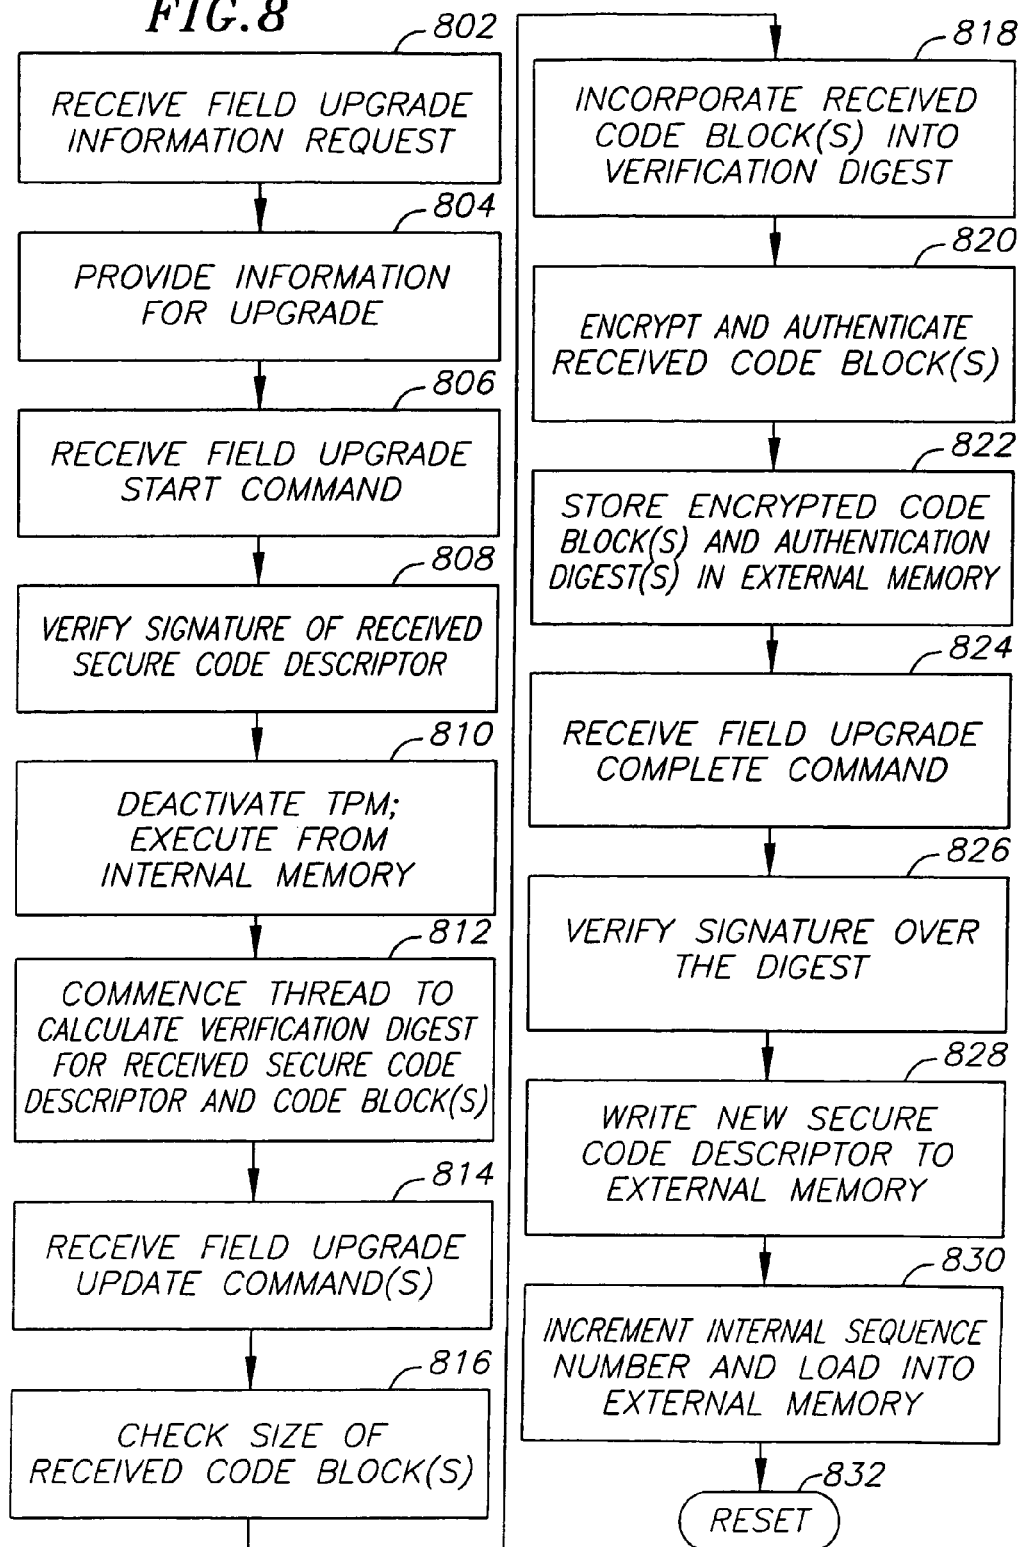 FIG.8
802
RECEIVE FIELD UPGRADE
INFORMATION REQUEST
804
PROVIDE INFORMATION
FOR UPGRADE
806
RECEIVE FIELD UPGRADE
START COMMAND
808
VERIFY SIGNATURE OF RECEIVED
SECURE CODE DESCRIPTOR
810
DEACTIVATE TPM;
EXECUTE FROM
INTERNAL MEMORY
812
COMMENCE THREAD TO
CALCULATE VERIFICATION DIGEST
FOR RECEIVED SECURE CODE
DESCRIPTOR AND CODE BLOCK(S)
814
RECEIVE FIELD UPGRADE
UPDATE COMMAND(S)
816
CHECK SIZE OF
RECEIVED CODE BLOCK(S)
818
INCORPORATE RECEIVED
CODE BLOCK(S) INTO
VERIFICATION DIGEST
820
ENCRYPT AND AUTHENTICATE
RECEIVED CODE BLOCK(S)
822
STORE ENCRYPTED CODE
BLOCK(S) AND AUTHENTICATION
DIGEST(S) IN EXTERNAL MEMORY
824
RECEIVE FIELD UPGRADE
COMPLETE COMMAND
826
VERIFY SIGNATURE OVER
THE DIGEST
828
WRITE NEW SECURE
CODE DESCRIPTOR TO
EXTERNAL MEMORY
830
INCREMENT INTERNAL SEQUENCE
NUMBER AND LOAD INTO
EXTERNAL MEMORY
832
RESET